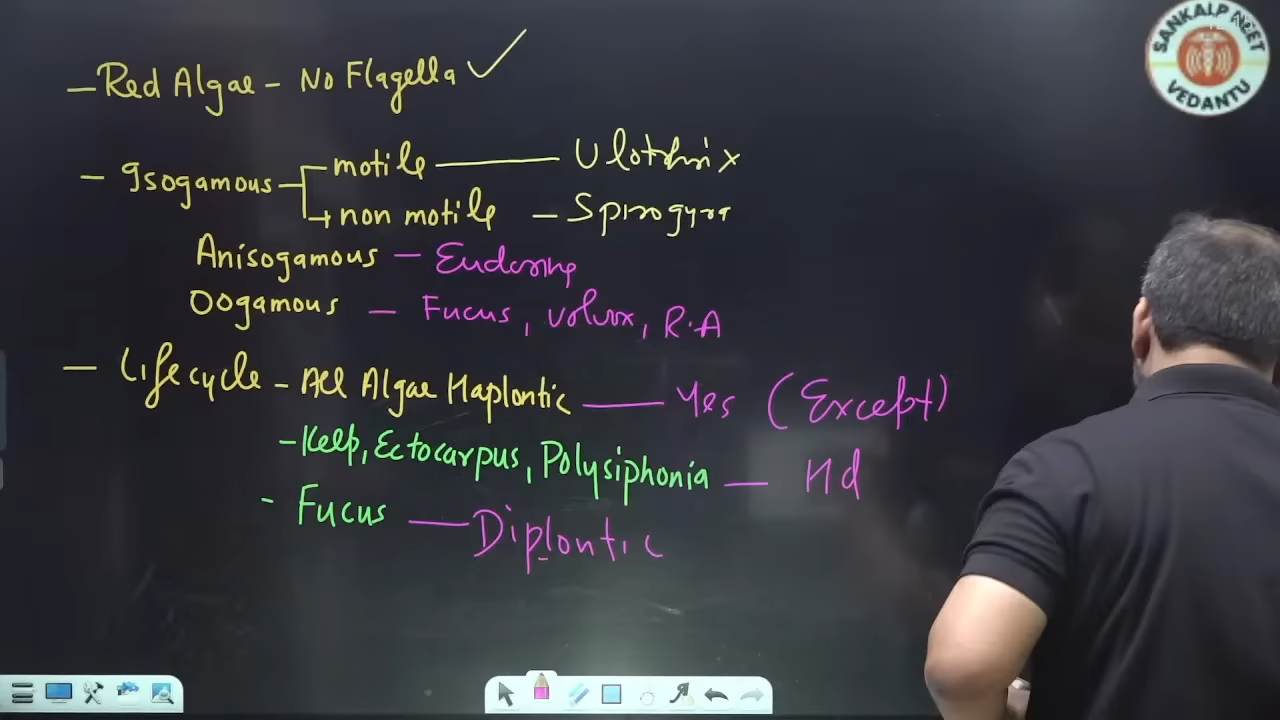 - Red Algae - No Flagella ✓
- Isogamous motile — Ulothrix
→ non motile - Spirogyra
Anisogamous - Eudorina
Oogamous - Fucus, Volvox, R.A
- Lifecycle - All Algae Haplontic — Yes (Except)
- Kelp, Ectocarpus, Polysiphonia — Hd
- Fucus — Diplontic
SANKALP NEET
VEDANTU